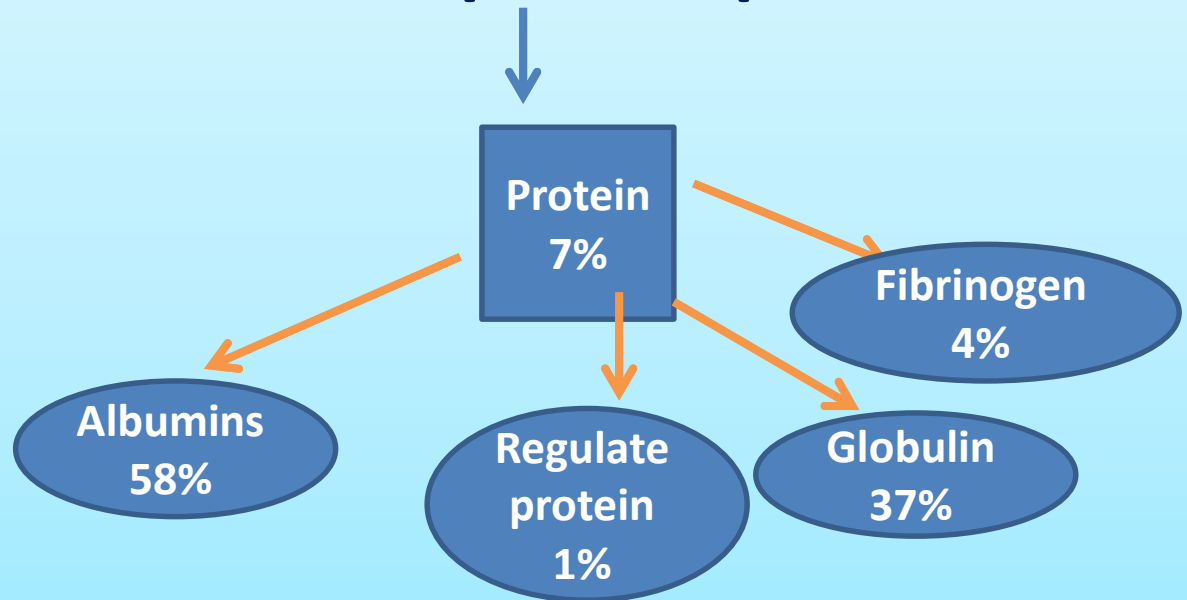 Protein
7%
Fibrinogen
4%
Albumins
58%
Regulate
protein
1%
Globulin
37%